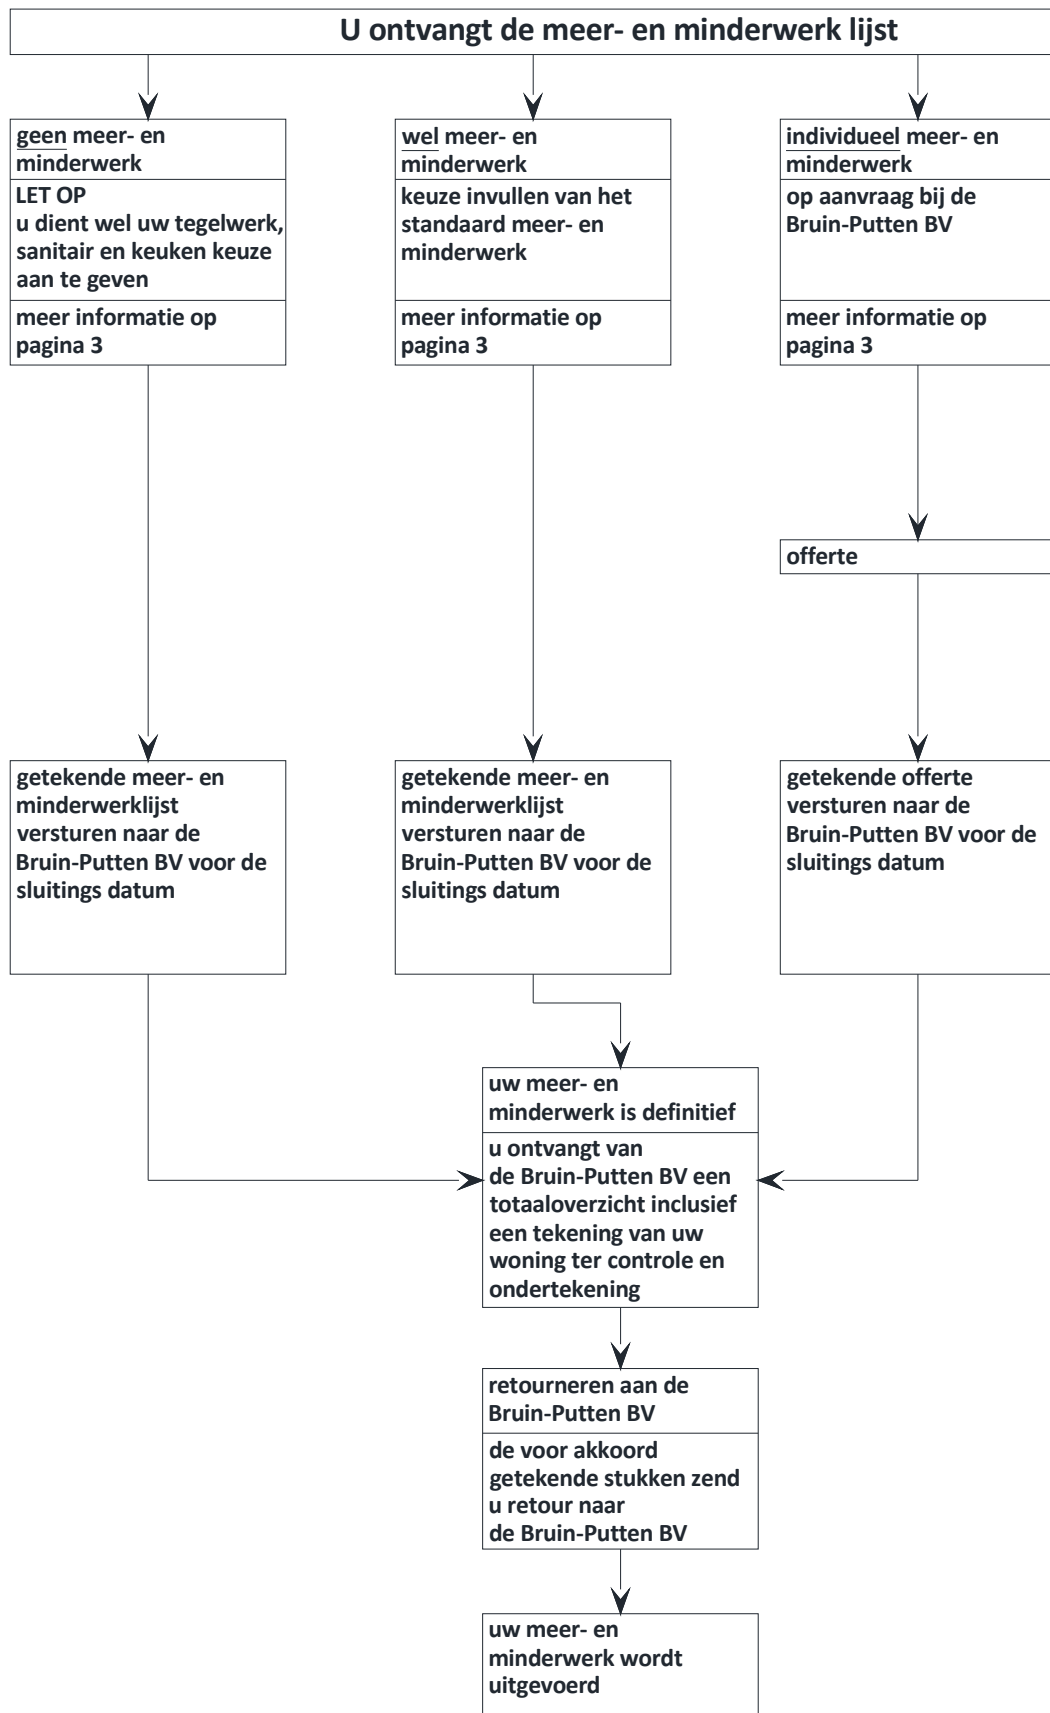 U ontvangt de meer- en minderwerk lijst
geen meer- en
minderwerk
LET OP
u dient wel uw tegelwerk,
sanitair en keuken keuze
aan te geven
meer informatie op
pagina 3
wel meer- en
minderwerk
keuze invullen van het
standaard meer- en
minderwerk
meer informatie op
pagina 3
individueel meer- en
minderwerk
op aanvraag bij de
Bruin-Putten BV
meer informatie op
pagina 3
offerte
getekende meer- en
minderwerklijst
versturen naar de
Bruin-Putten BV voor de
sluitings datum
getekende meer- en
minderwerklijst
versturen naar de
Bruin-Putten BV voor de
sluitings datum
getekende offerte
versturen naar de
Bruin-Putten BV voor de
sluitings datum
uw meer- en
minderwerk is definitief
u ontvangt van
de Bruin-Putten BV een
totaaloverzicht inclusief
een tekening van uw
woning ter controle en
ondertekening
retourneren aan de
Bruin-Putten BV
de voor akkoord
getekende stukken zend
u retour naar
de Bruin-Putten BV
uw meer- en
minderwerk wordt
uitgevoerd